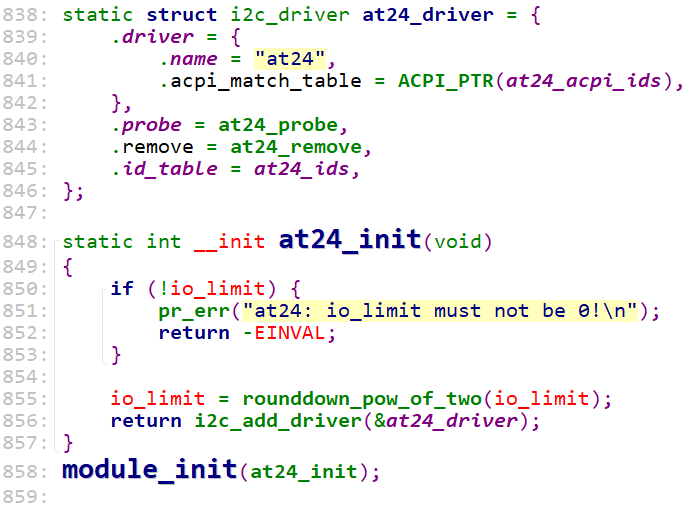 838: static struct i2c_driver at24_driver = {
839:     .driver = {
840:         .name = "at24",
841:         .acpi_match_table = ACPI_PTR(at24_acpi_ids),
842:     },
843:     .probe = at24_probe,
844:     .remove = at24_remove,
845:     .id_table = at24_ids,
846: };
847:
848: static int __init at24_init(void)
849: {
850:     if (!io_limit) {
851:         pr_err("at24: io_limit must not be 0!\n");
852:         return -EINVAL;
853:     }
854:
855:     io_limit = rounddown_pow_of_two(io_limit);
856:     return i2c_add_driver(&at24_driver);
857: }
858: module_init(at24_init);
859: